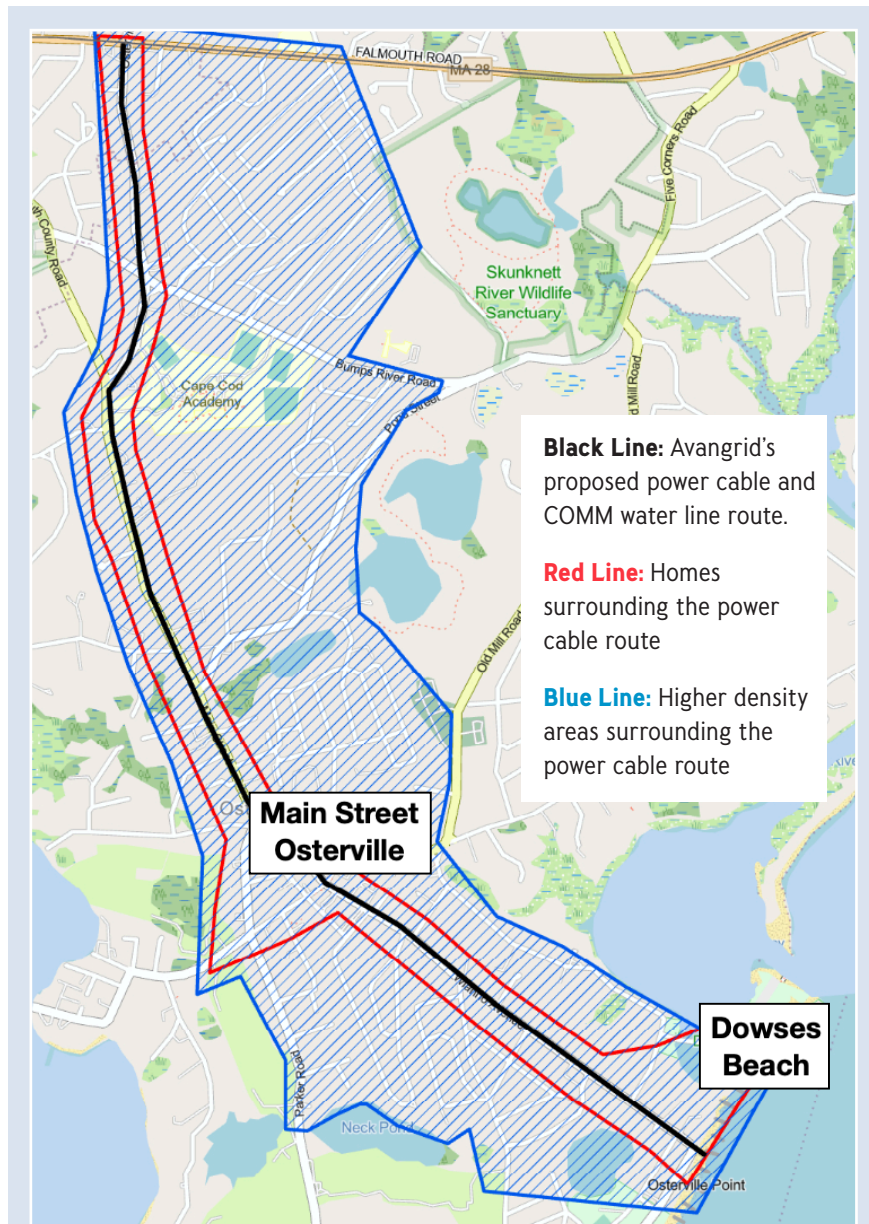 FALMOUTH ROAD
MA 28
Five Corners Road
Skunknett
River Wildlife
Sanctuary
Bumps River Road
Cape Cod
Academy
Pond Street
Black Line: Avangrid's
proposed power cable and
COMM water line route.
Red Line: Homes
surrounding the power
cable route
Blue Line: Higher density
areas surrounding the
power cable route
Old Mill Road
Main Street
Osterville
Dowses
Beach
Parker Road
Neck Pond
Osterville Point